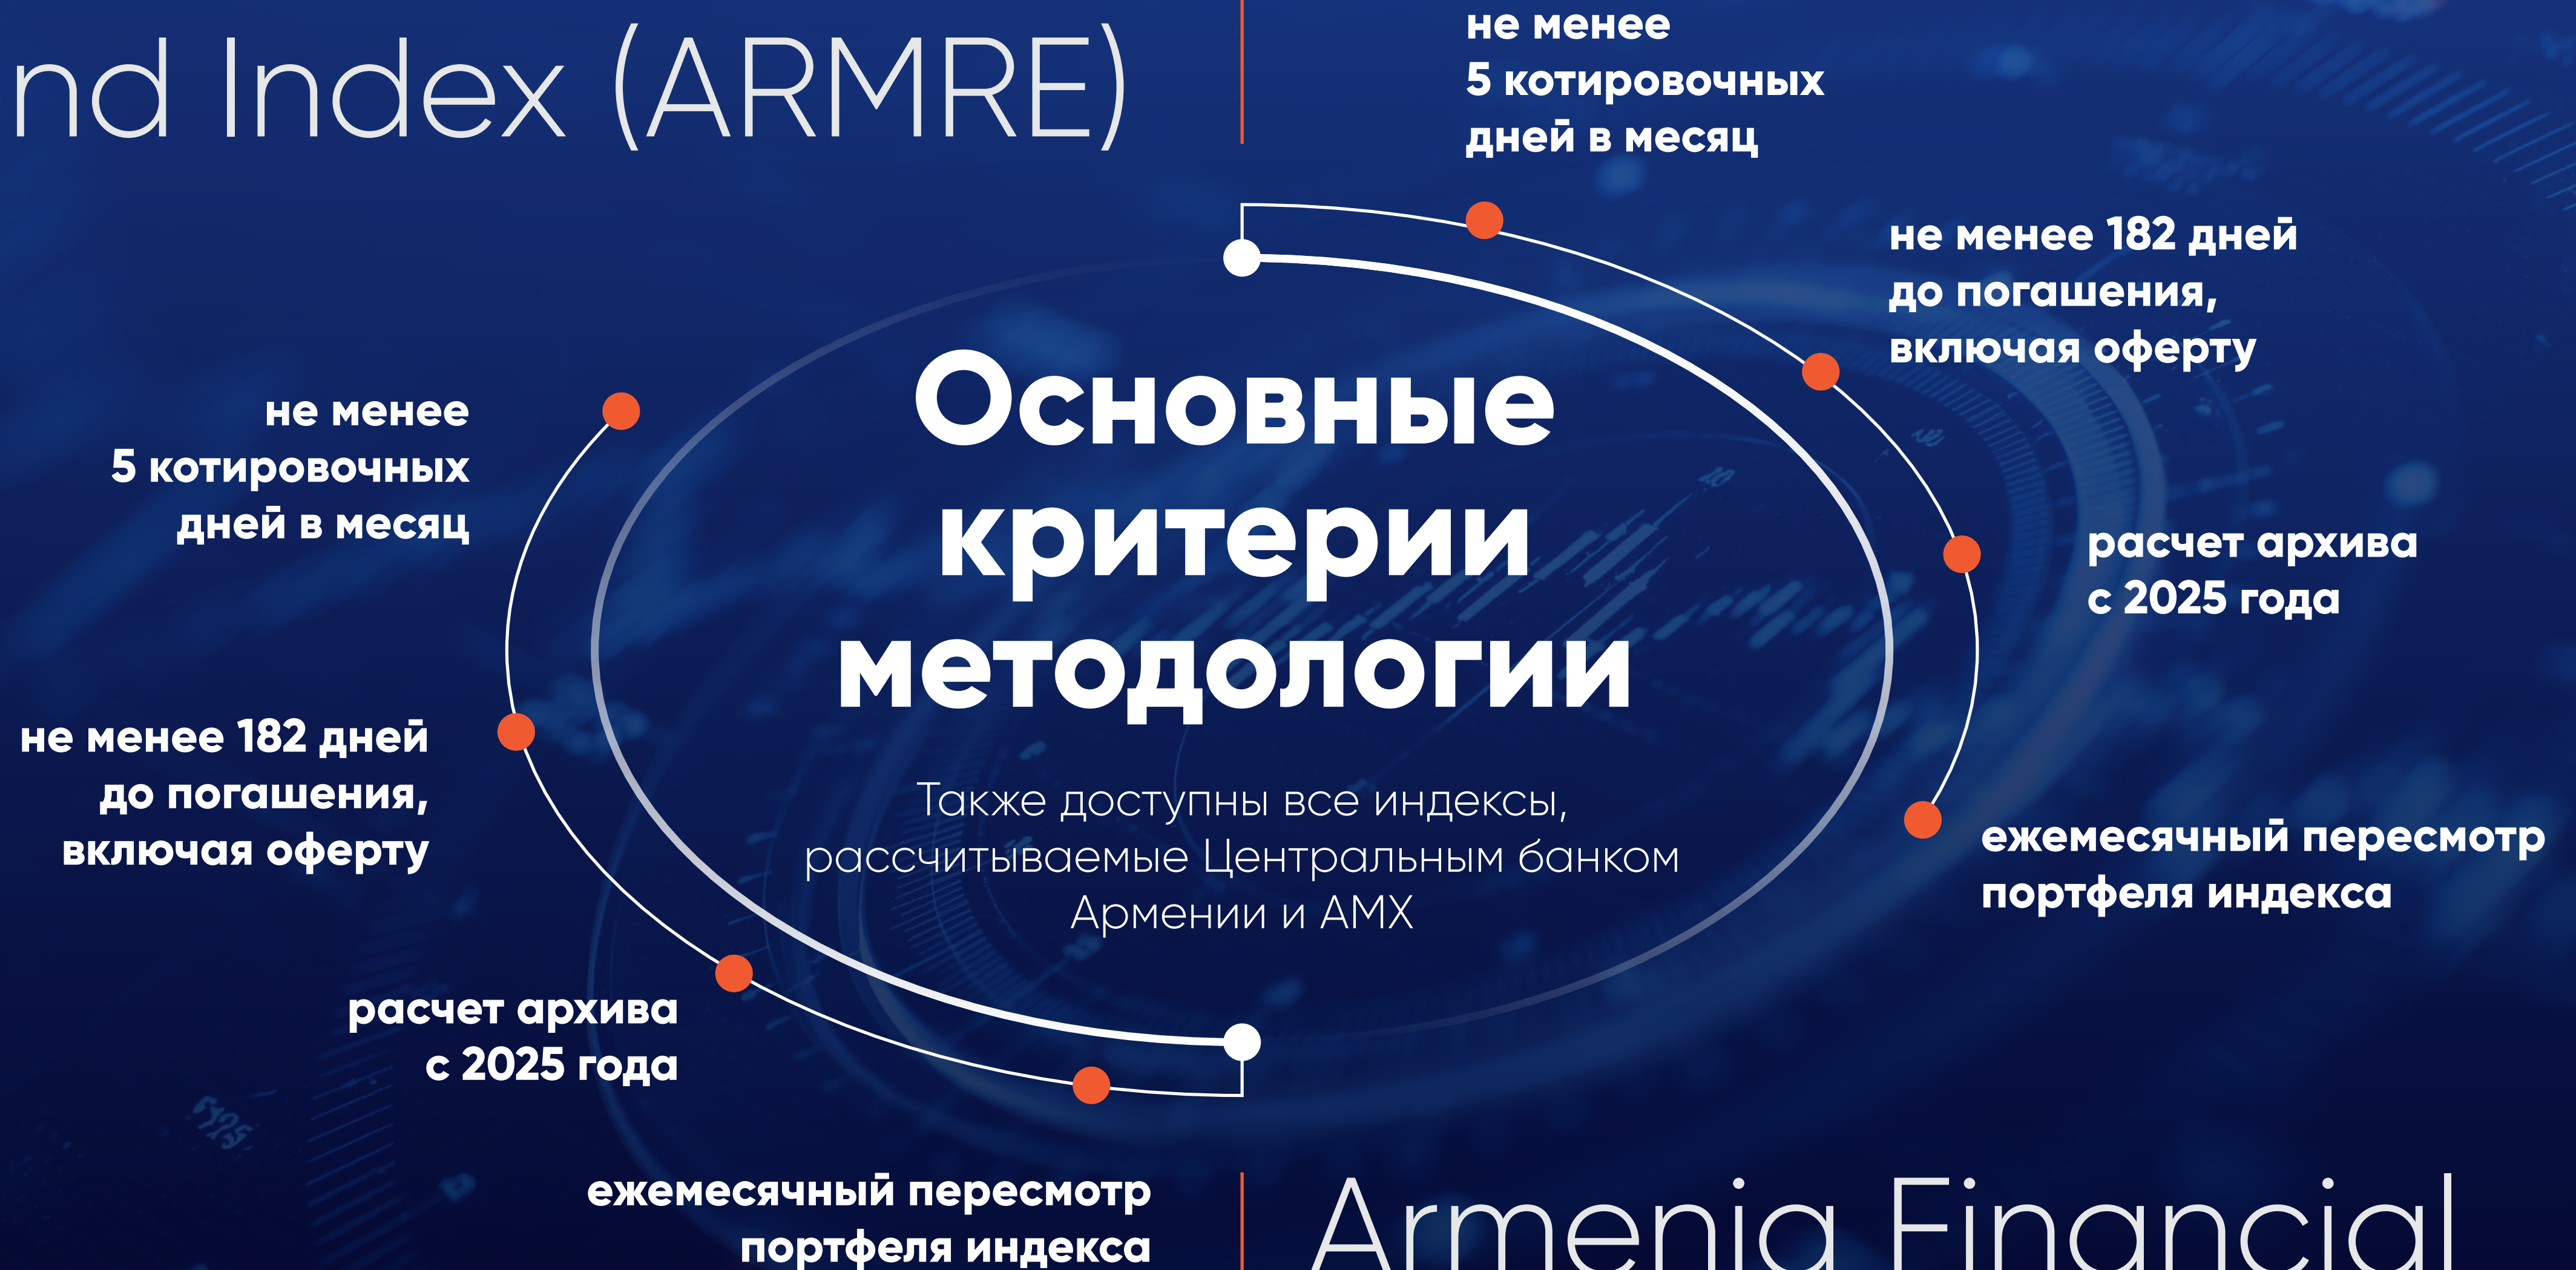 nd Index (ARMRE)
не менее
5 котировочных
дней в месяц
не менее 182 дней
до погашения,
включая оферту
расчет архива
с 2025 года
ежемесячный пересмотр
портфеля индекса
Основные
критерии
методологии
Также доступны все индексы,
рассчитываемые Центральным банком
Армении и AMX
не менее
5 котировочных
дней в месяц
не менее 182 дней
до погашения,
включая оферту
расчет архива
с 2025 года
ежемесячный пересмотр
портфеля индекса
Armenia Financial